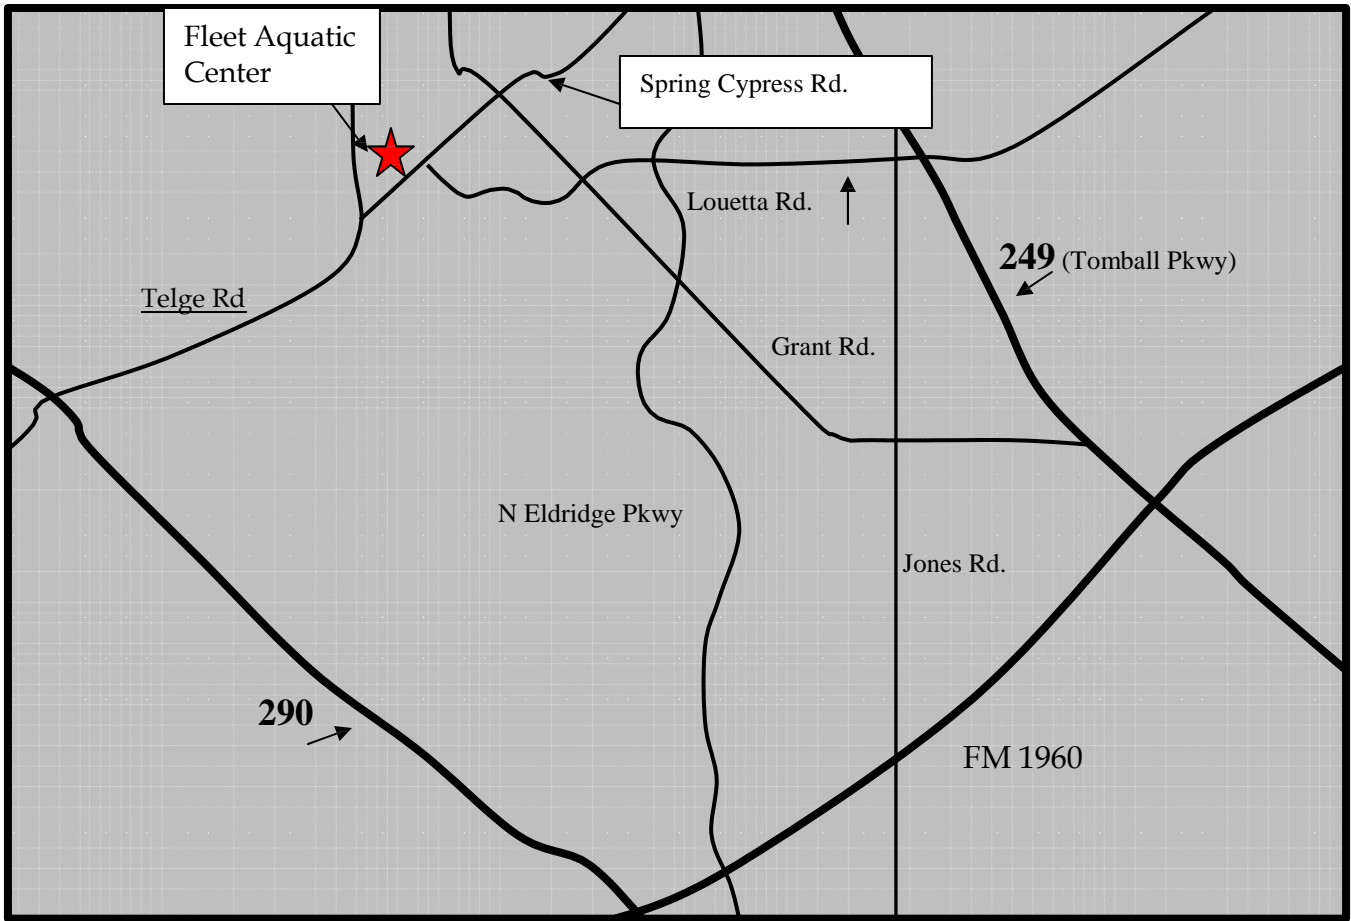 Fleet Aquatic
Center
Spring Cypress Rd.
Louetta Rd.
249 (Tomball Pkwy)
Telge Rd
Grant Rd.
N Eldridge Pkwy
Jones Rd.
290
FM 1960